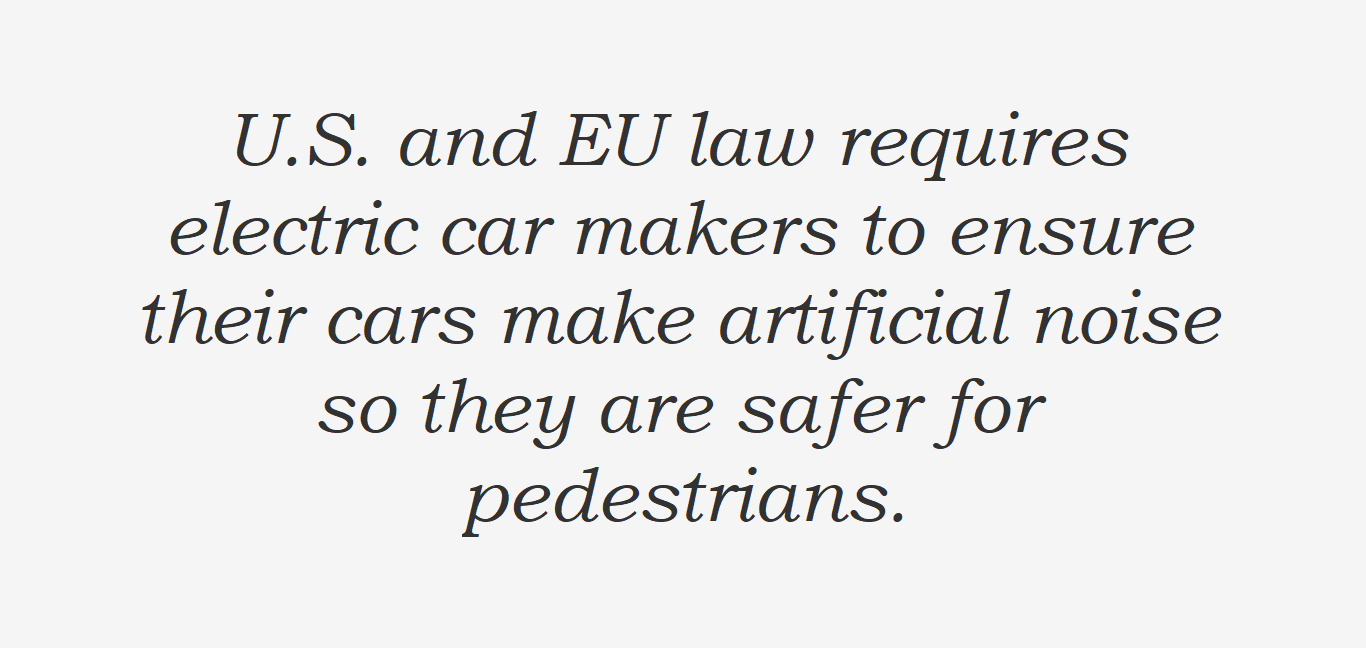 U.S. and EU law requires
electric car makers to ensure
their cars make artificial noise
so they are safer for
pedestrians.